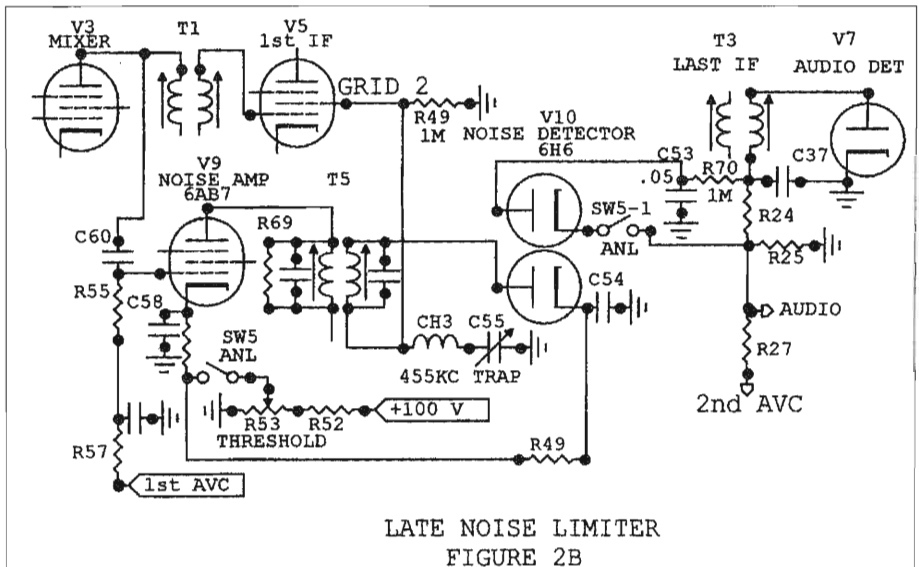 V3
MIXER
T1
V5
1st IF
GRID 2
R49
1M
T3
LAST IF
V7
AUDIO DET
V10
NOISE DETECTOR
6H6
C53
.05
R70
1M
C37
V9
NOISE AMP
6AB7
T5
C60
R69
SW5-1
ANL
R24
R25
R55
C58
C54
AUDIO
SW5
ANL
CH3
C55
455KC TRAP
R27
2nd AVC
R53
THRESHOLD
R52
+100 V
R57
R49
1st AVC
LATE NOISE LIMITER
FIGURE 2B